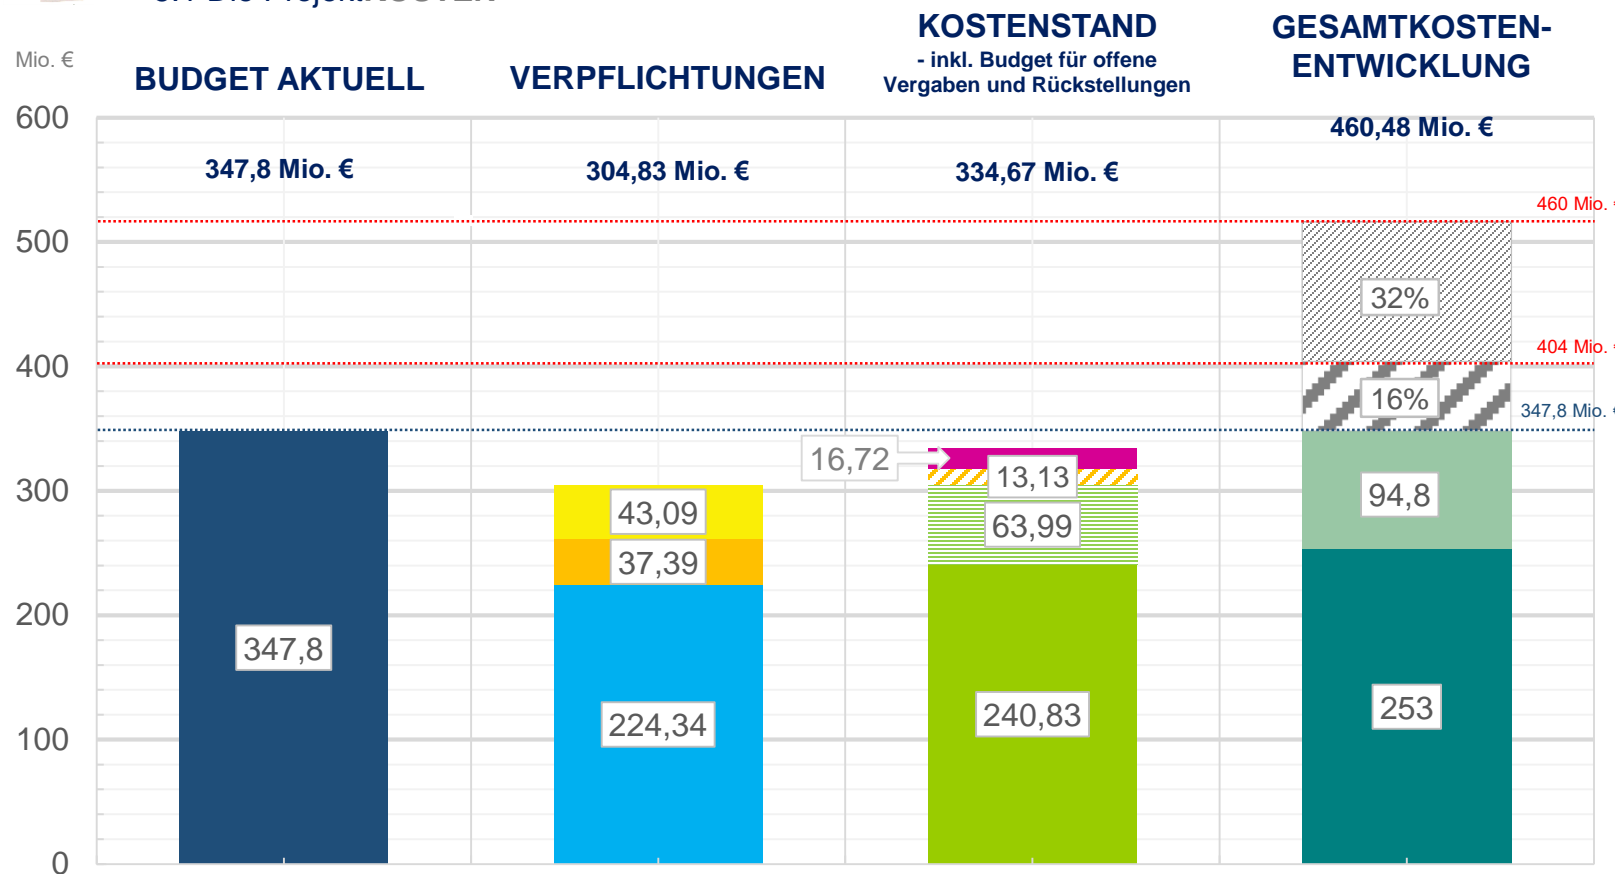 Mio. €
BUDGET AKTUELL
VERPFLICHTUNGEN
KOSTENSTAND
- inkl. Budget für offene
Vergaben und Rückstellungen
GESAMTKOSTEN-
ENTWICKLUNG
347,8 Mio. €
304,83 Mio. €
334,67 Mio. €
460,48 Mio. €
600
500
400
300
200
100
0
460 Mio.
404 Mio.
347,8 Mio. €
347,8
43,09
37,39
224,34
16,72
13,13
63,99
240,83
32%
16%
94,8
253